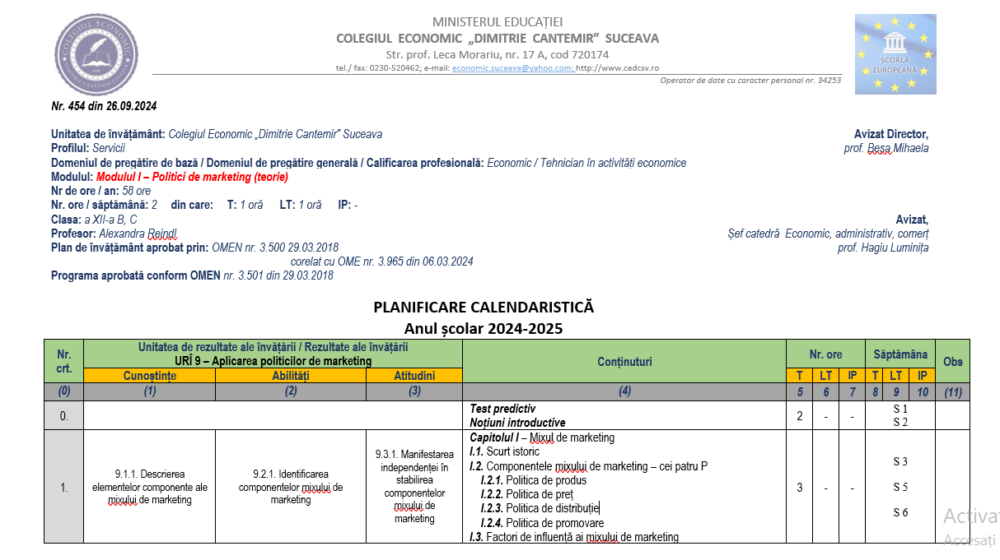 MINISTERUL EDUCAȚIEI
COLEGIUL ECONOMIC „DIMITRIE CANTEMIR” SUCEAVA
Str. prof. Leca Morariu, nr. 17 A, cod 720174
tel./ fax: 0230-520462; e-mail: economic.suceava@yahoo.com; http://www.cedcsv.ro
Operator de date cu caracter personal nr. 34253
COLEGIUL ECONOMIC
DIMITRIE CANTEMIR
ȘCOALĂ
EUROPEANĂ
Nr. 454 din 26.09.2024
Unitatea de învățământ: Colegiul Economic „Dimitrie Cantemir” Suceava
Avizat Director,
Profilul: Servicii
prof. Beșa Mihaela
Domeniul de pregătire de bază / Domeniul de pregătire generală / Calificarea profesională: Economic / Tehnician în activități economice
Modulul: Modulul I – Politici de marketing (teorie)
Nr de ore / an: 58 ore
Nr. ore / săptămână: 2 din care: T: 1 oră LT: 1 oră IP: -
Clasa: a XII-a B, C
Avizat,
Profesor: Alexandra Reindl
Șef catedră Economic, administrativ, comerț
Plan de învățământ aprobat prin: OMEN nr. 3.500 29.03.2018
prof. Hagiu Luminița
corelat cu OME nr. 3.965 din 06.03.2024
Programa aprobată conform OMEN nr. 3.501 din 29.03.2018
PLANIFICARE CALENDARISTICĂ
Anul școlar 2024-2025
Nr.
crt.
Unitatea de rezultate ale învățării / Rezultate ale învățării
URÎ 9 – Aplicarea politicilor de marketing
Conținuturi
Nr. ore
Săptămâna
Obs
Cunoștințe
Abilități
Atitudini
T
LT
IP
T
LT
IP
(0)
(1)
(2)
(3)
(4)
5
6
7
8
9
10
(11)
0.
Test predictiv
Noțiuni introductive
2
-
-
S 1
S 2
1.
9.1.1. Descrierea
elementelor componente ale
mixului de marketing
9.2.1. Identificarea
componentelor mixului de
marketing
9.3.1. Manifestarea
independenței în
stabilirea
componentelor
mixului de
marketing
Capitolul I – Mixul de marketing
I.1. Scurt istoric
I.2. Componentele mixului de marketing – cei patru P
I.2.1. Politica de produs
I.2.2. Politica de preț
I.2.3. Politica de distribuție
I.2.4. Politica de promovare
I.3. Factori de influență ai mixului de marketing
3
-
-
S 3
S 5
S 6
Activa
Accesați